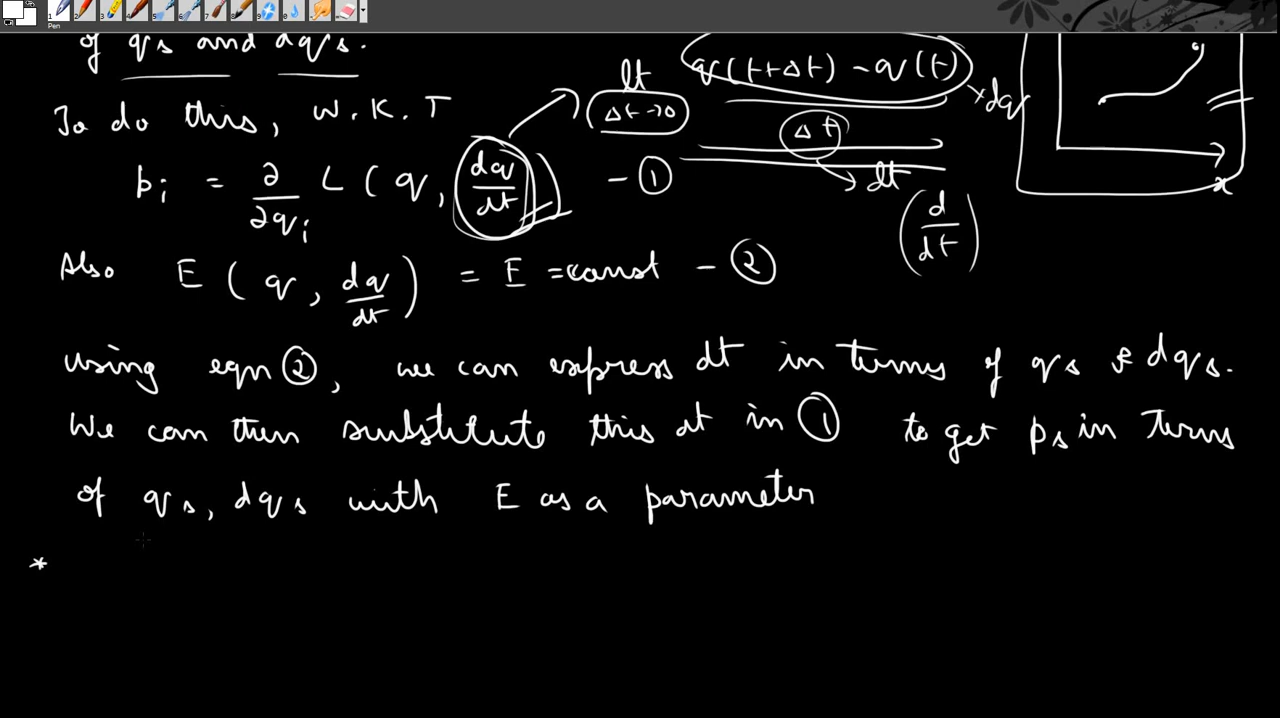 of qs and dqs.
To do this, W.K.T
lt Δt→0 q(t+Δt) - q(t) / Δt
→ dq
→ dt
(d/dt)
x
p_i = ∂/∂q_i L(q, dq/dt) - ①
Also E(q, dq/dt) = E = const - ②
using eqn ②, we can express dt in terms of qs & dqs.
We can then substitute this dt in ① to get ps in terms
of qs, dqs with E as a parameter
*